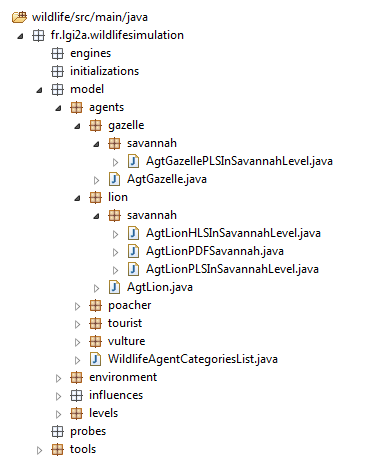 wildlife/src/main/java
fr.lgi2a.wildlifesimulation
engines
initializations
model
agents
gazelle
savannah
AgtGazellePLSInSavannahLevel.java
AgtGazelle.java
lion
savannah
AgtLionHLSInSavannahLevel.java
AgtLionPDFSavannah.java
AgtLionPLSInSavannahLevel.java
AgtLion.java
poacher
tourist
vulture
WildlifeAgentCategoriesList.java
environment
influences
levels
probes
tools